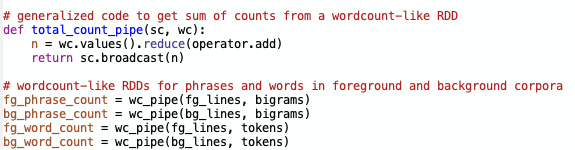 # generalized code to get sum of counts from a wordcount-like RDD
def total_count_pipe(sc, wc):
    n = wc.values().reduce(operator.add)
    return sc.broadcast(n)

# wordcount-like RDDs for phrases and words in foreground and background corpora
fg_phrase_count = wc_pipe(fg_lines, bigrams)
bg_phrase_count = wc_pipe(bg_lines, bigrams)
fg_word_count = wc_pipe(fg_lines, tokens)
bg_word_count = wc_pipe(bg_lines, tokens)